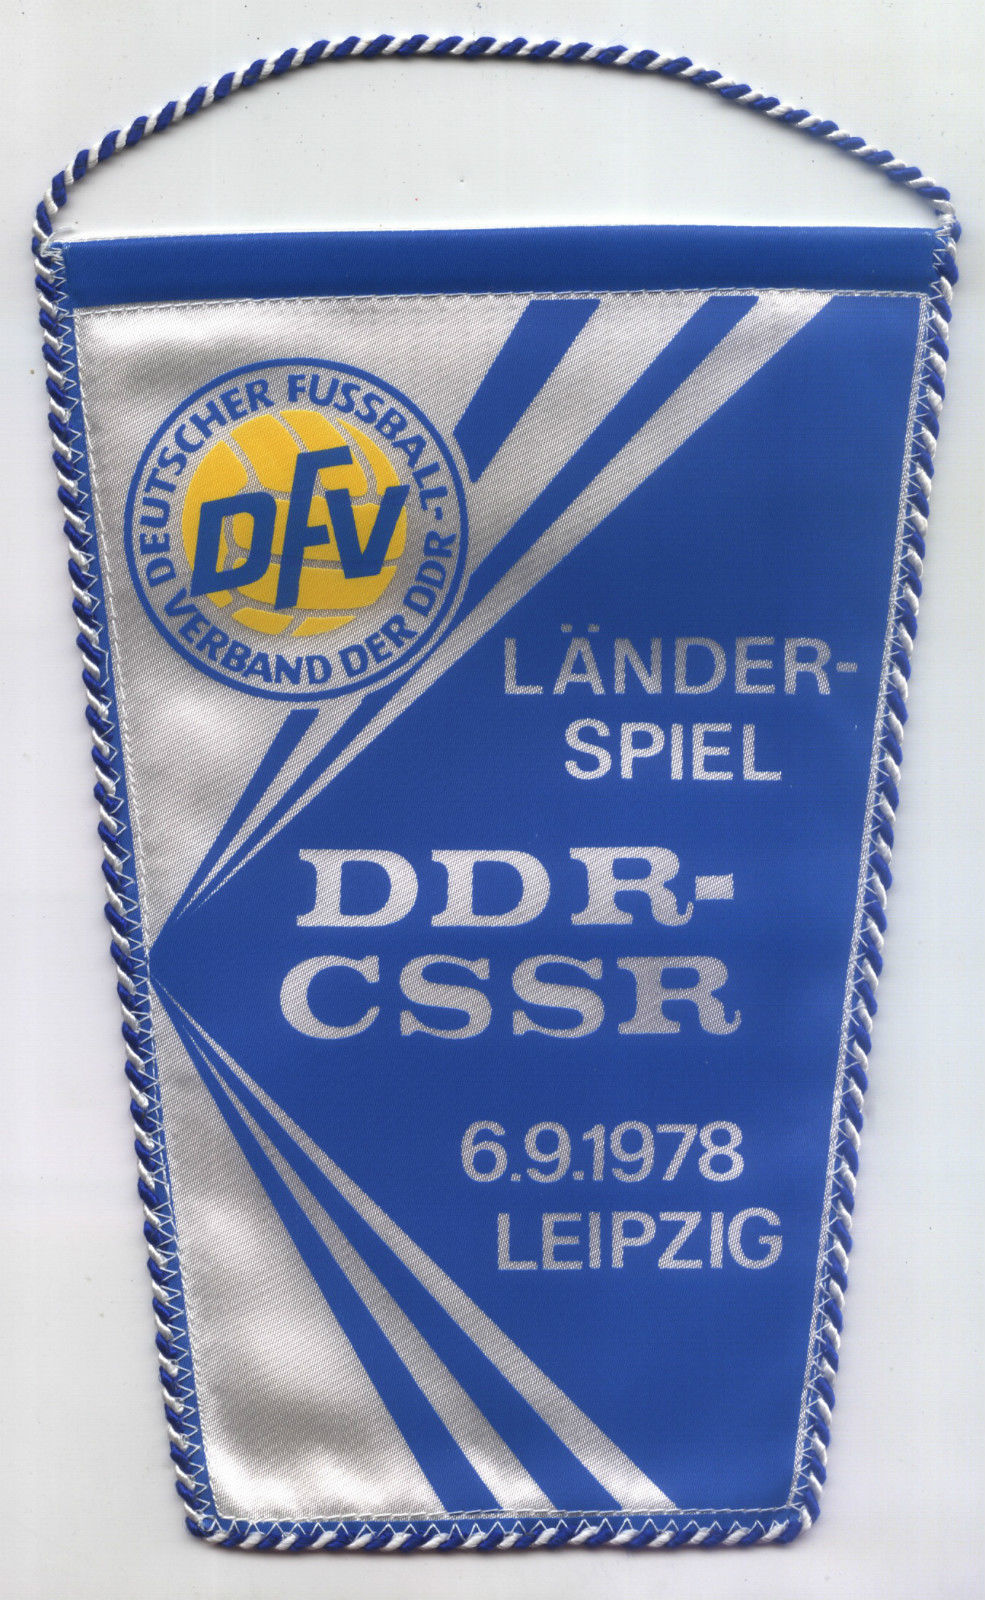 DEUTSCHER FUSSBALL-
VERBAND DER DDR
DFV
LÄNDER-
SPIEL
DDR-
CSSR
6.9.1978
LEIPZIG